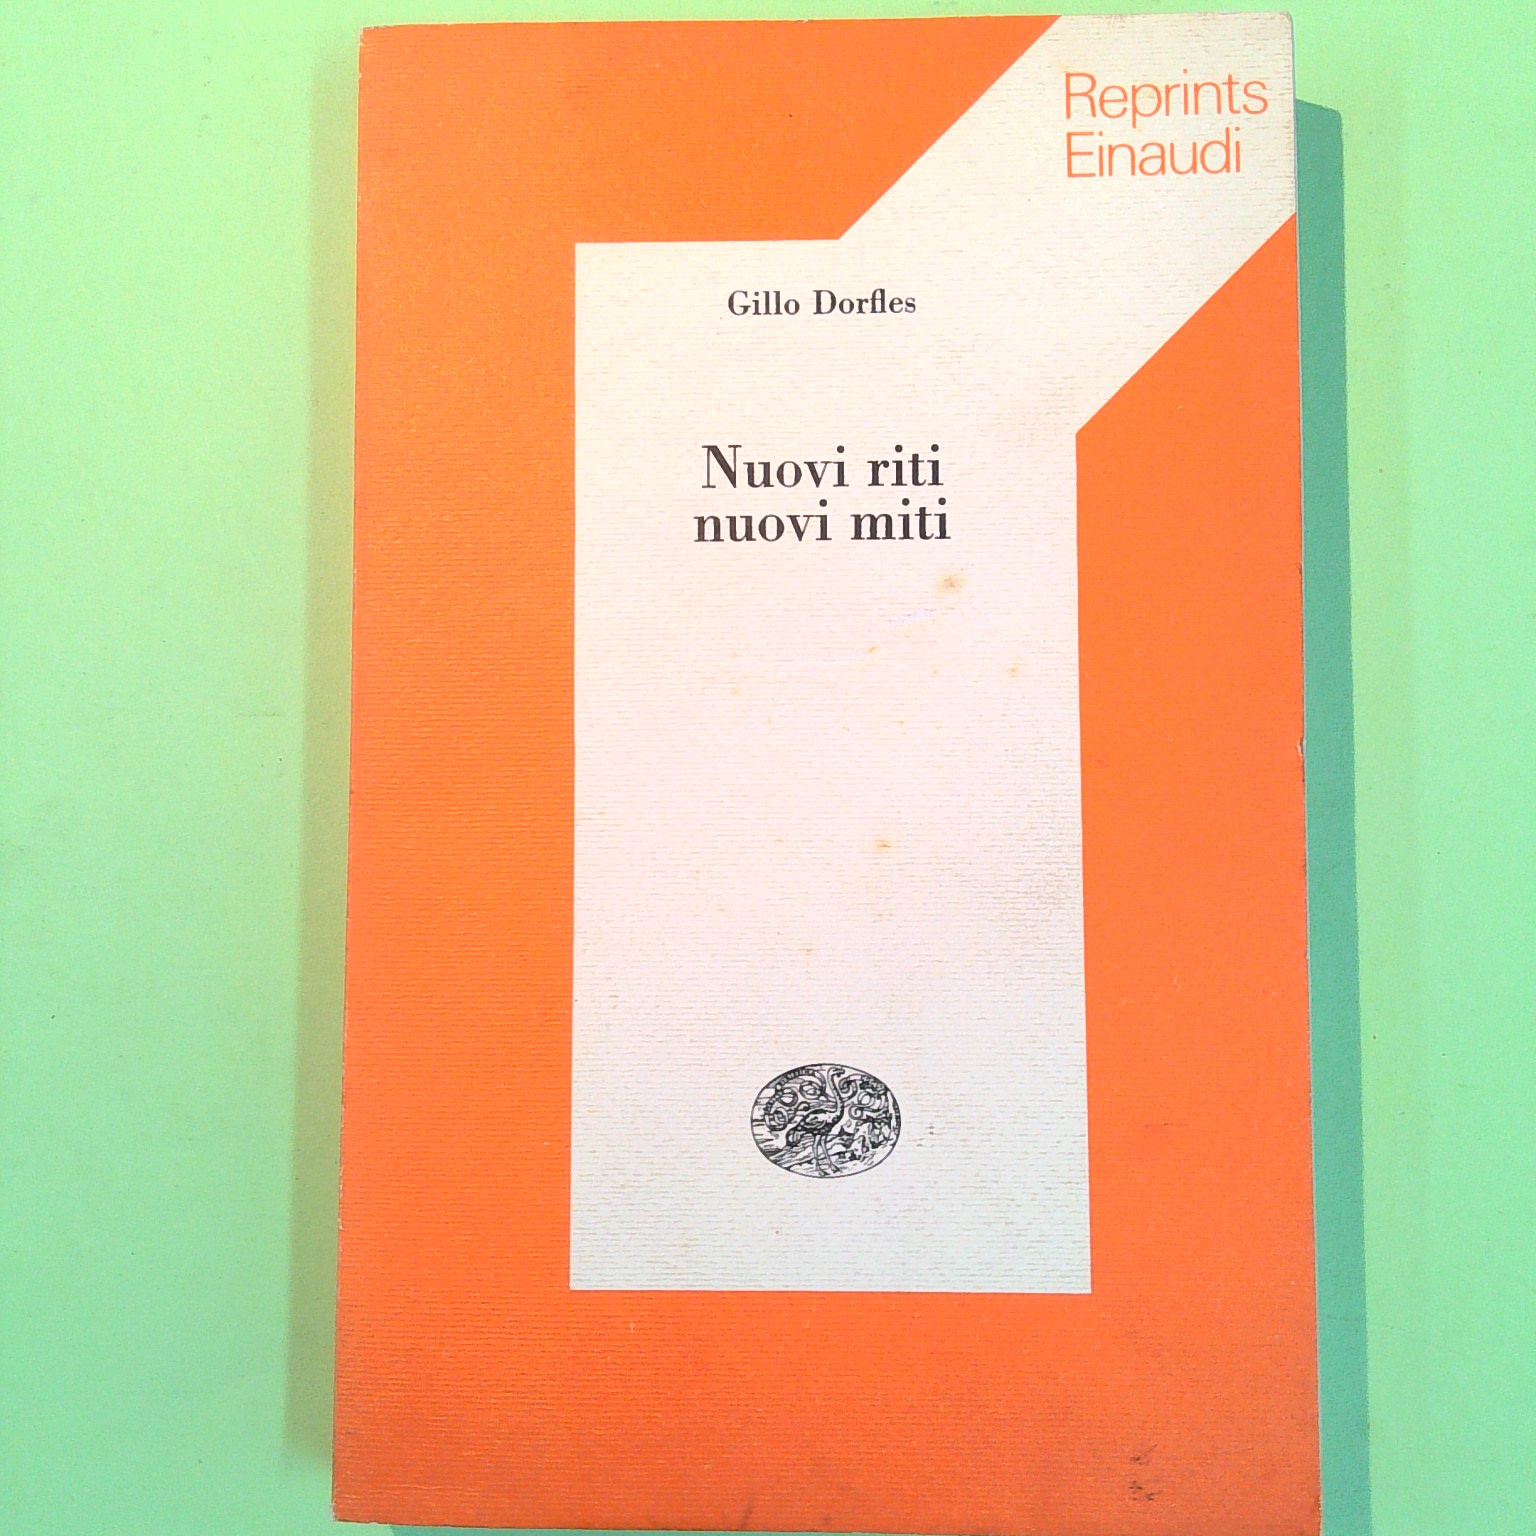 Reprints
Einaudi
Gillo Dorfles
Nuovi riti
nuovi miti